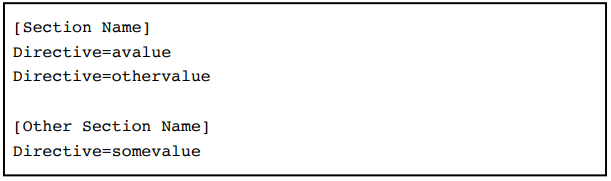 [Section Name]
Directive=avalue
Directive=othervalue
[Other Section Name]
Directive=somevalue